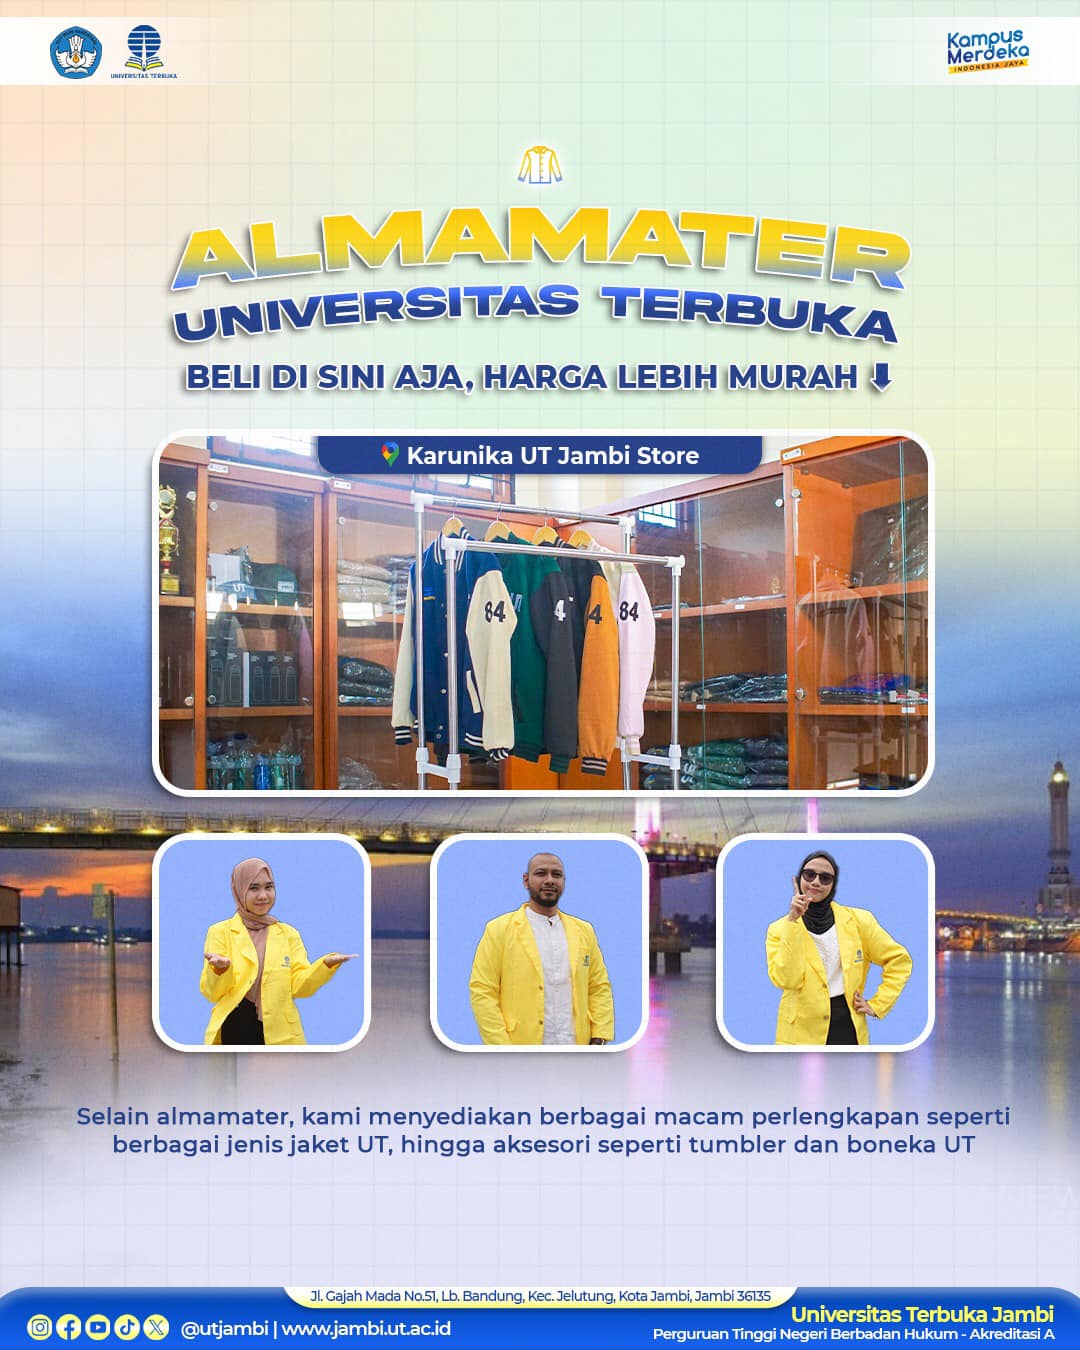 UNIVERSITAS TERBUKA
Kampus
Merdeka
INDONESIA JAYA
ALMAMATER
UNIVERSITAS TERBUKA
BELI DI SINI AJA, HARGA LEBIH MURAH
Karunika UT Jambi Store
UT
84
4
4
84
Selain almamater, kami menyediakan berbagai macam perlengkapan seperti
berbagai jenis jaket UT, hingga aksesori seperti tumbler dan boneka UT
Jl. Gajah Mada No.51, Lb. Bandung, Kec. Jelutung, Kota Jambi, Jambi 36135
@utjambi | www.jambi.ut.ac.id
Universitas Terbuka Jambi
Perguruan Tinggi Negeri Berbadan Hukum - Akreditasi A